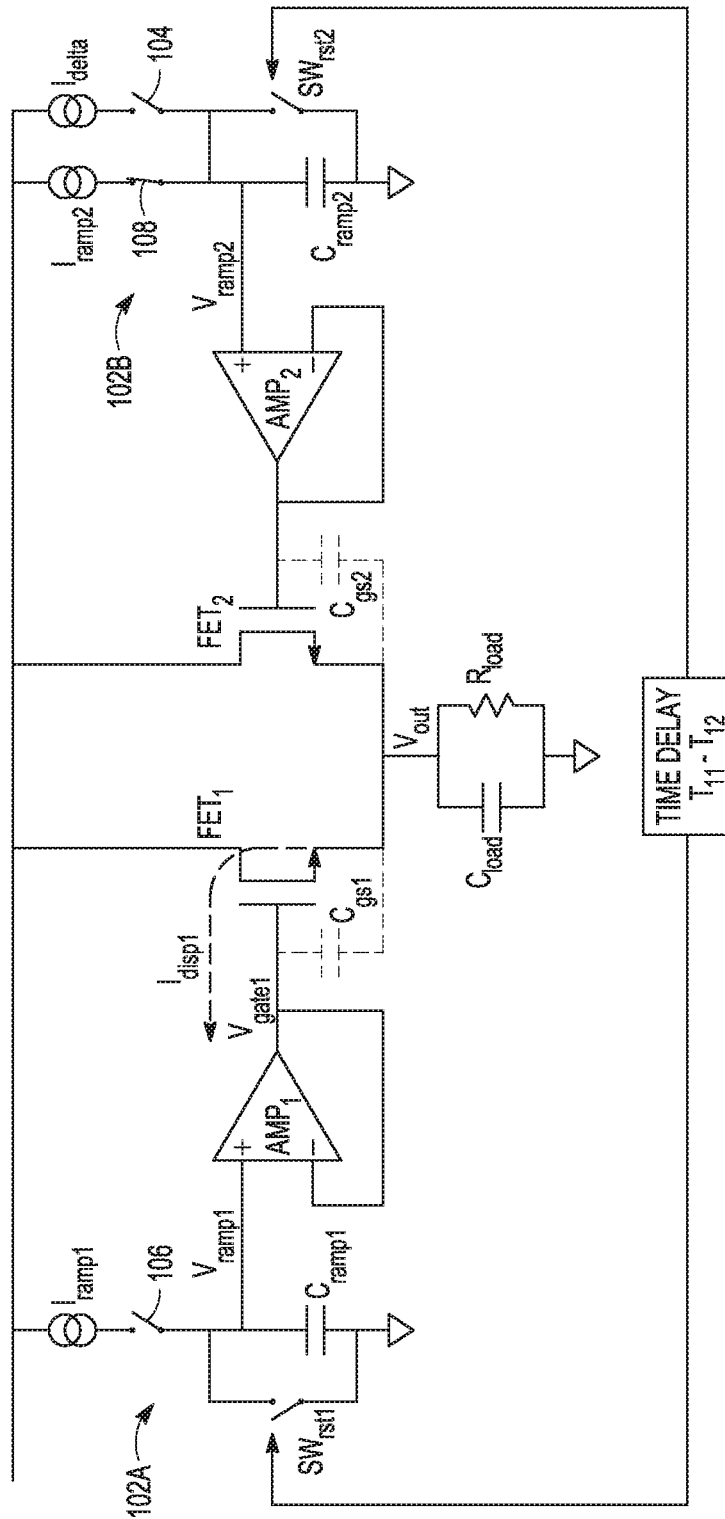 102A
I_ramp1
106
V_ramp1
C_ramp1
SW_rst1
+
−
AMP_1
V_gate1
I_disp1
C_gs1
FET_1
V_out
C_load
R_load
FET_2
C_gs2
AMP_2
+
−
102B
V_ramp2
I_ramp2
108
I_delta
104
C_ramp2
SW_rst2
TIME DELAY
T_11 - T_12